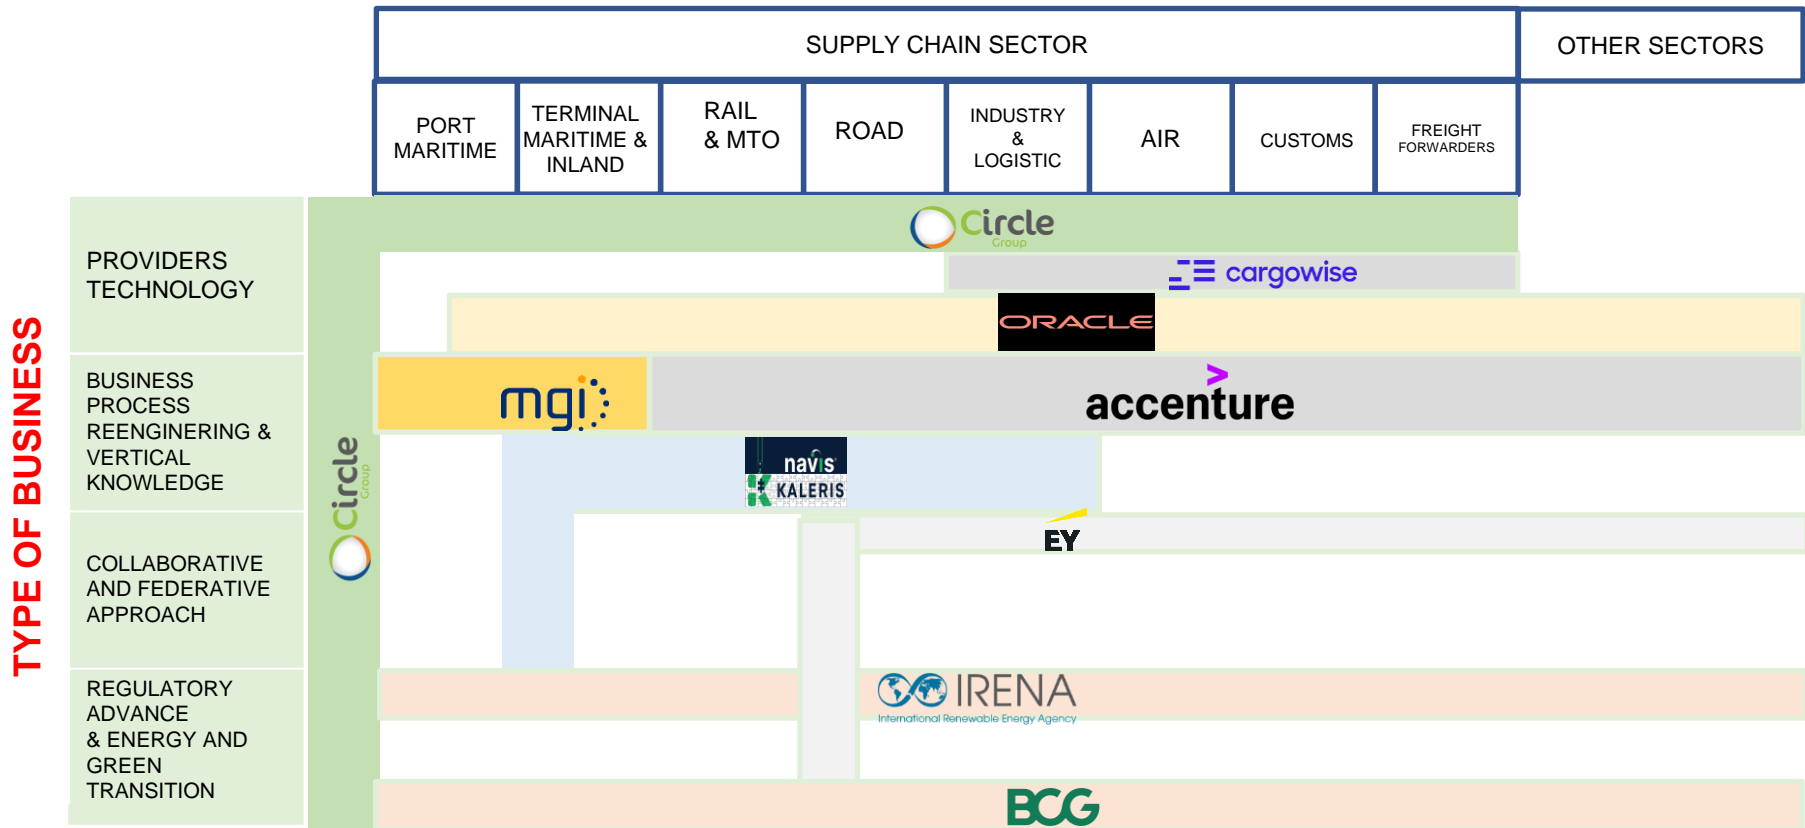 SUPPLY CHAIN SECTOR
OTHER SECTORS
PORT
MARITIME
TERMINAL
MARITIME &
INLAND
RAIL
& MTO
ROAD
INDUSTRY
&
LOGISTIC
AIR
CUSTOMS
FREIGHT
FORWARDERS
TYPE OF BUSINESS
PROVIDERS
TECHNOLOGY
Circle
Group
cargowise
ORACLE
BUSINESS
PROCESS
REENGINERING &
VERTICAL
KNOWLEDGE
Circle
Group
mgi
accenture
navis
KALERIS
COLLABORATIVE
AND FEDERATIVE
APPROACH
EY
REGULATORY
ADVANCE
& ENERGY AND
GREEN
TRANSITION
IRENA
International Renewable Energy Agency
BCG